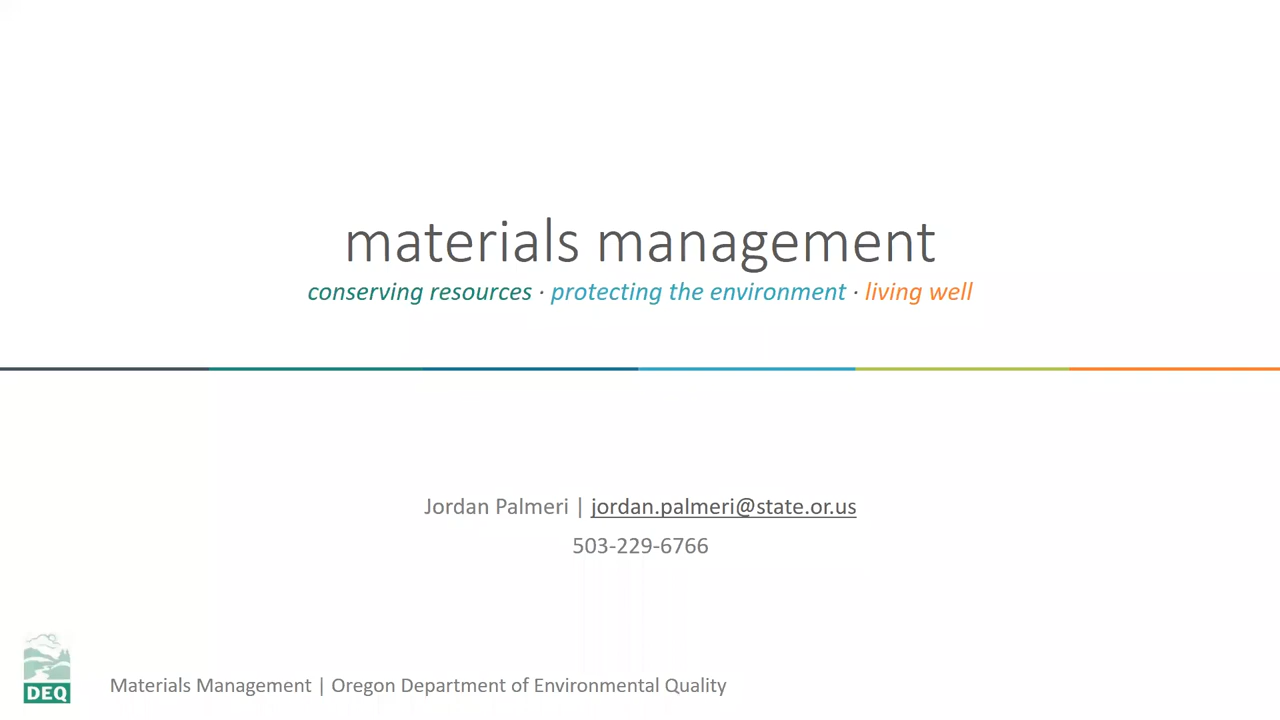 materials management
conserving resources · protecting the environment · living well
Jordan Palmeri | jordan.palmeri@state.or.us
503-229-6766
DEQ
Materials Management | Oregon Department of Environmental Quality